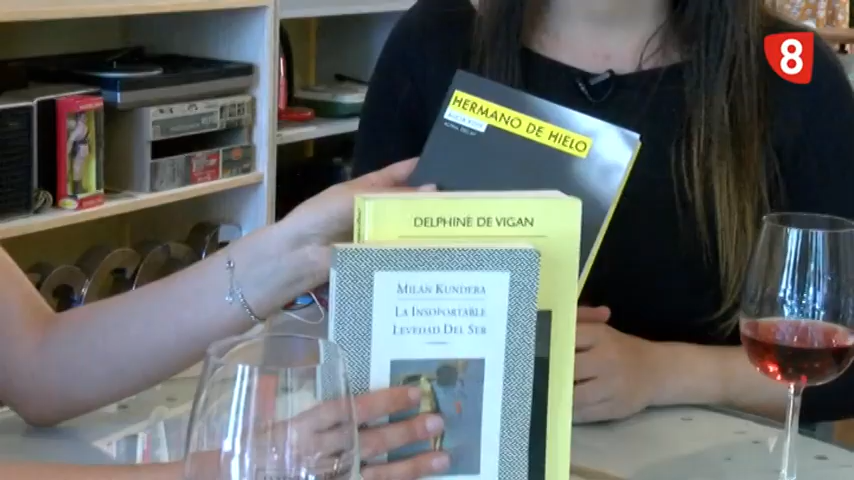 8
HERMANO DE HIELO
DELPHINE DE VIGAN
MILAN KUNDERA
LA INSOPORTABLE
LEVEDAD DEL SER